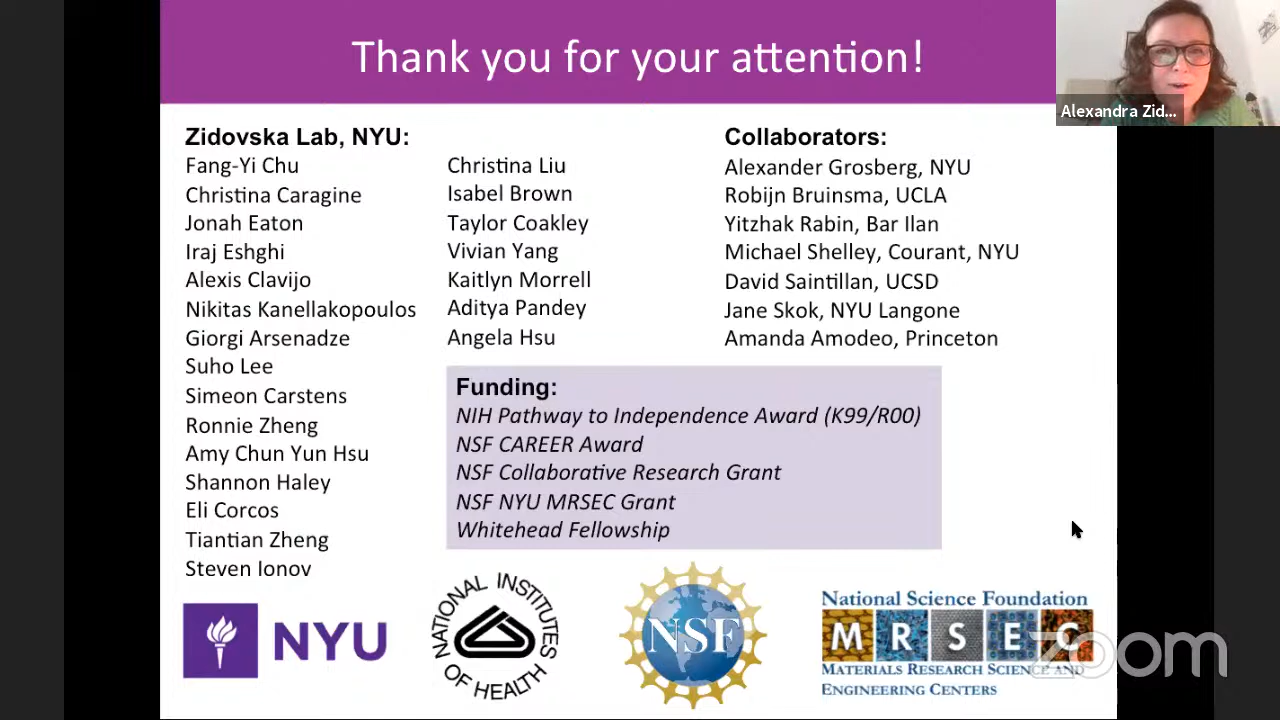 Thank you for your attention!
Alexandra Zid...
Zidovska Lab, NYU:
Fang-Yi Chu
Christina Caragine
Jonah Eaton
Iraj Eshghi
Alexis Clavijo
Nikitas Kanellakopoulos
Giorgi Arsenadze
Suho Lee
Simeon Carstens
Ronnie Zheng
Amy Chun Yun Hsu
Shannon Haley
Eli Corcos
Tiantian Zheng
Steven Ionov
Christina Liu
Isabel Brown
Taylor Coakley
Vivian Yang
Kaitlyn Morrell
Aditya Pandey
Angela Hsu
Collaborators:
Alexander Grosberg, NYU
Robijn Bruinsma, UCLA
Yitzhak Rabin, Bar Ilan
Michael Shelley, Courant, NYU
David Saintillan, UCSD
Jane Skok, NYU Langone
Amanda Amodeo, Princeton
Funding:
NIH Pathway to Independence Award (K99/R00)
NSF CAREER Award
NSF Collaborative Research Grant
NSF NYU MRSEC Grant
Whitehead Fellowship
NYU
NATIONAL INSTITUTES
OF HEALTH
NSF
National Science Foundation
MRSEC
MATERIALS RESEARCH SCIENCE AND
ENGINEERING CENTERS
zoom